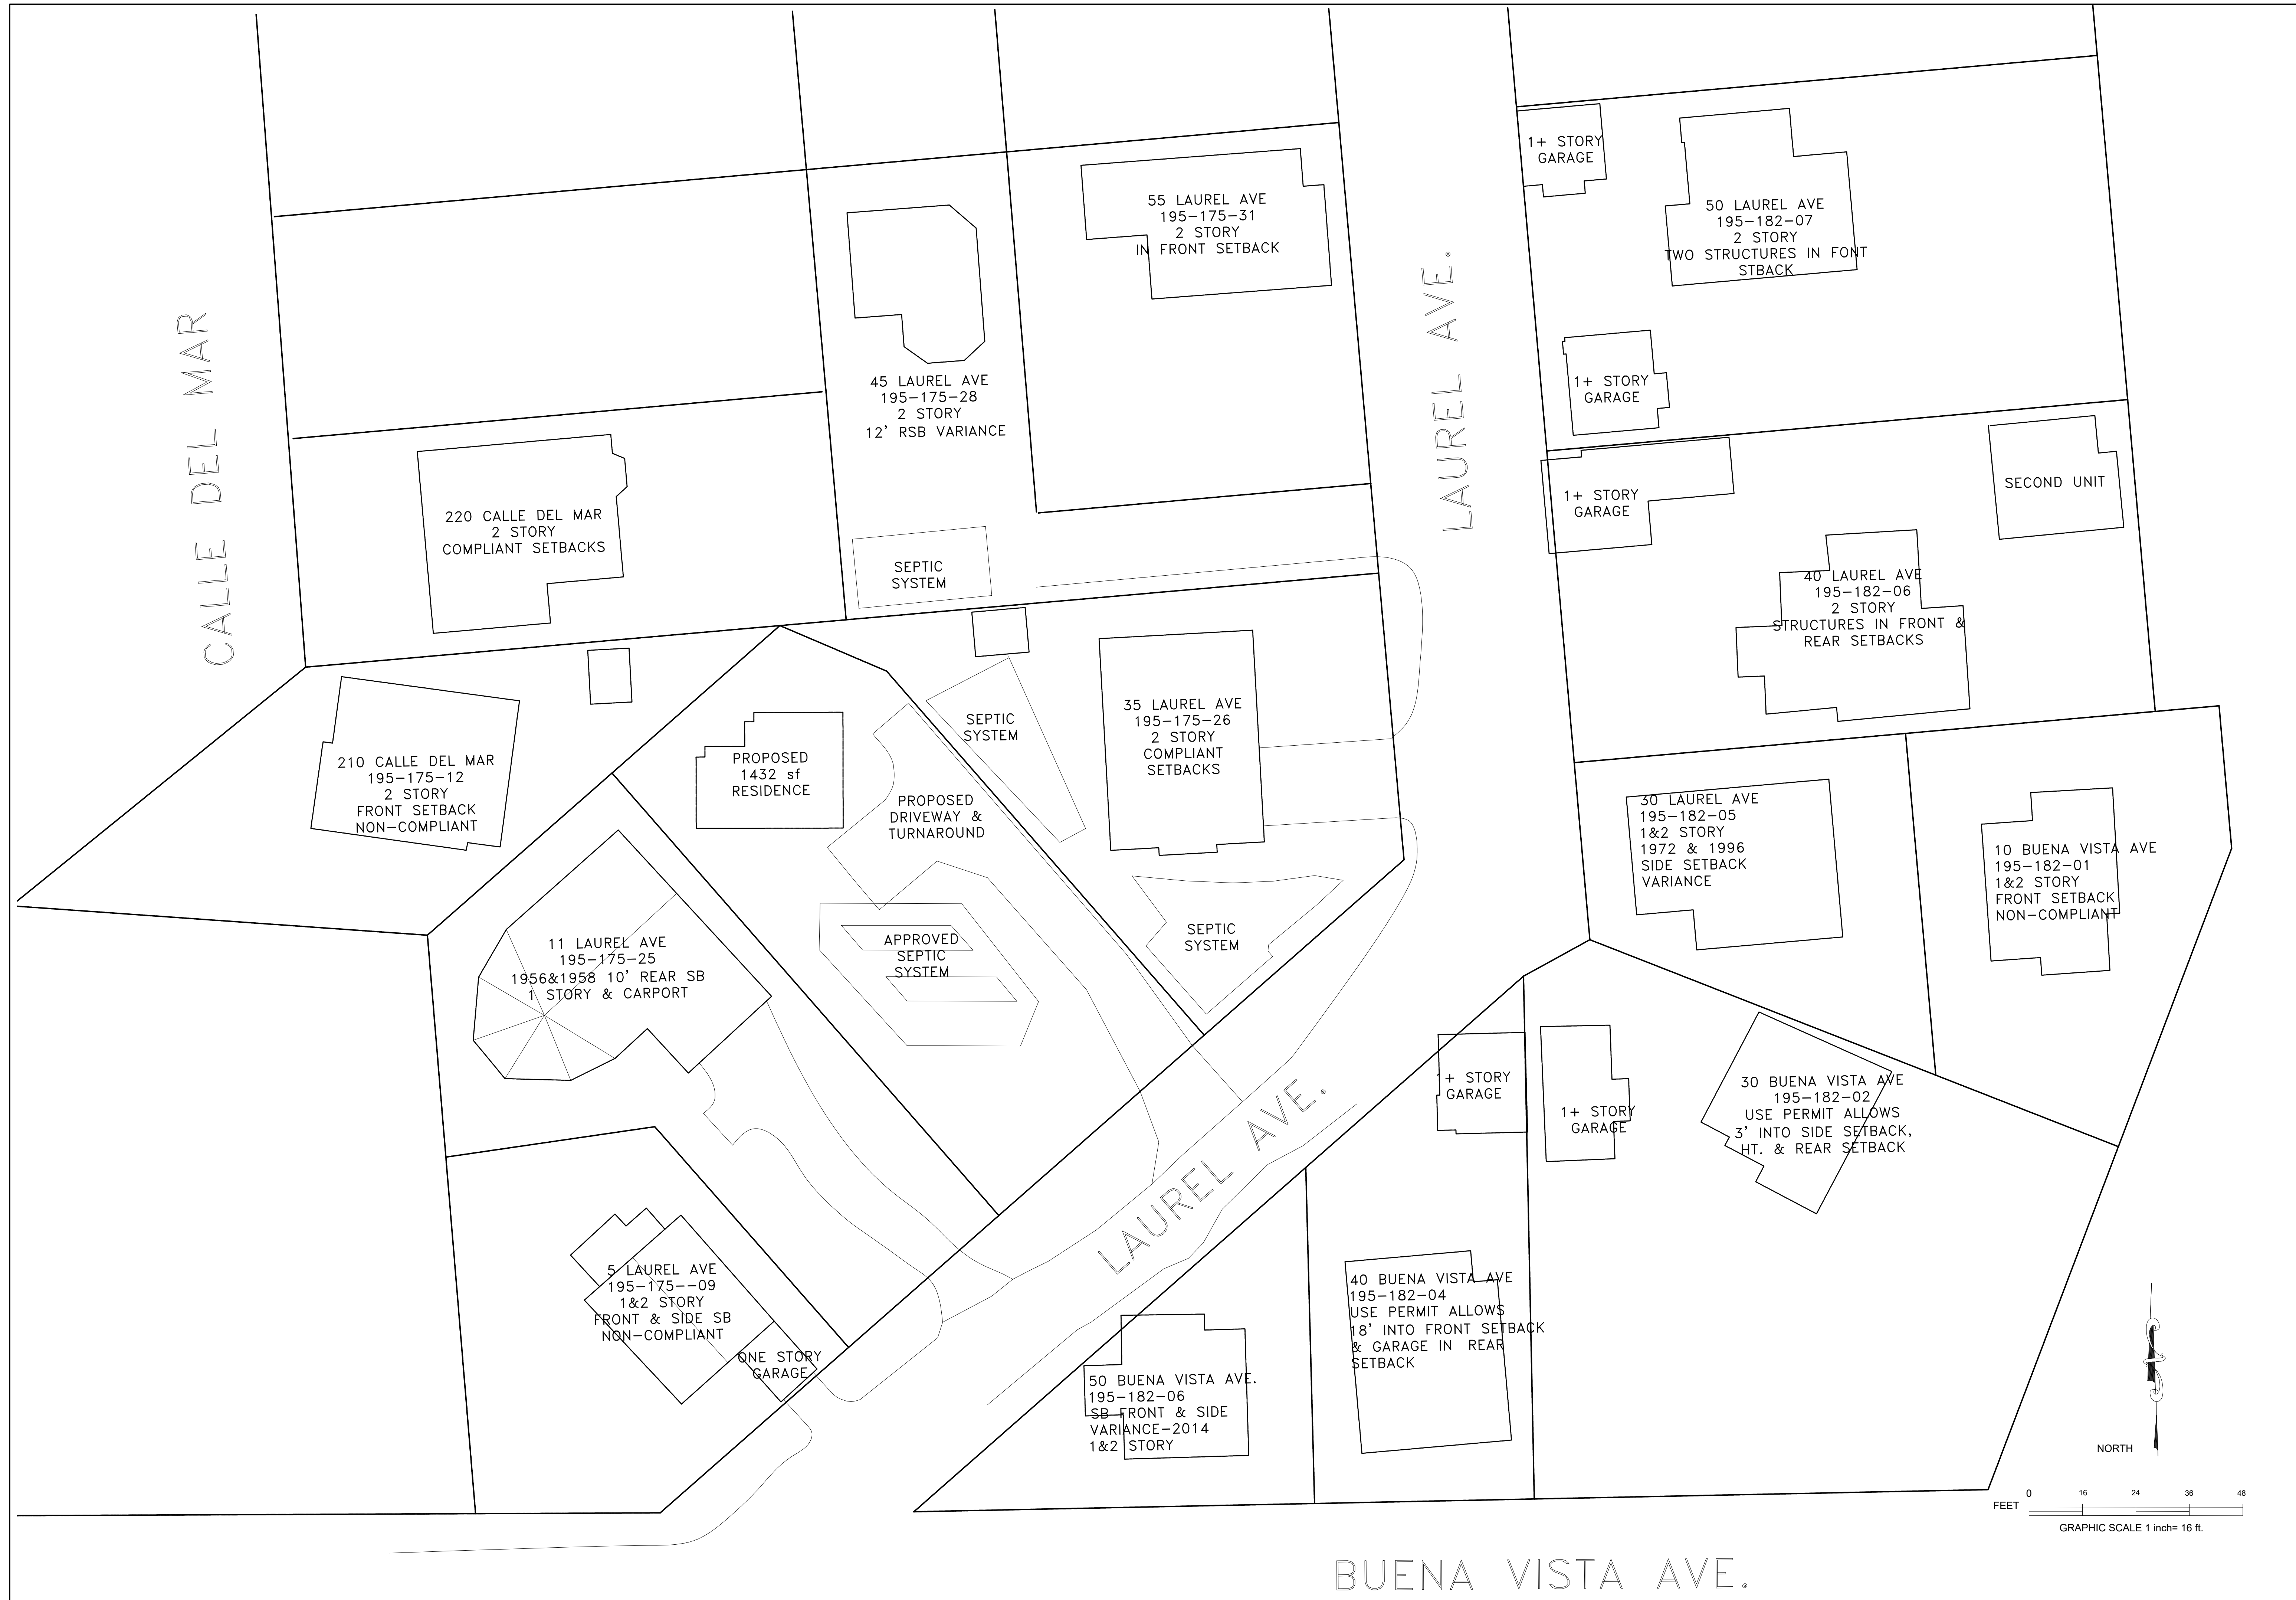 1+ STORY
GARAGE
55 LAUREL AVE
195-175-31
2 STORY
IN FRONT SETBACK
50 LAUREL AVE
195-182-07
2 STORY
TWO STRUCTURES IN FONT
STBACK
CALLE DEL MAR
LAUREL AVE.
45 LAUREL AVE
195-175-28
2 STORY
12' RSB VARIANCE
1+ STORY
GARAGE
220 CALLE DEL MAR
2 STORY
COMPLIANT SETBACKS
1+ STORY
GARAGE
SECOND UNIT
SEPTIC
SYSTEM
40 LAUREL AVE
195-182-06
2 STORY
STRUCTURES IN FRONT &
REAR SETBACKS
210 CALLE DEL MAR
195-175-12
2 STORY
FRONT SETBACK
NON-COMPLIANT
PROPOSED
1432 sf
RESIDENCE
SEPTIC
SYSTEM
35 LAUREL AVE
195-175-26
2 STORY
COMPLIANT
SETBACKS
PROPOSED
DRIVEWAY &
TURNAROUND
30 LAUREL AVE
195-182-05
1&2 STORY
1972 & 1996
SIDE SETBACK
VARIANCE
10 BUENA VISTA AVE
195-182-01
1&2 STORY
FRONT SETBACK
NON-COMPLIANT
11 LAUREL AVE
195-175-25
1956&1958 10' REAR SB
1 STORY & CARPORT
APPROVED
SEPTIC
SYSTEM
SEPTIC
SYSTEM
1+ STORY
GARAGE
1+ STORY
GARAGE
30 BUENA VISTA AVE
195-182-02
USE PERMIT ALLOWS
3' INTO SIDE SETBACK,
HT. & REAR SETBACK
LAUREL AVE.
5 LAUREL AVE
195-175--09
1&2 STORY
FRONT & SIDE SB
NON-COMPLIANT
ONE STORY
GARAGE
40 BUENA VISTA AVE
195-182-04
USE PERMIT ALLOWS
18' INTO FRONT SETBACK
& GARAGE IN REAR
SETBACK
50 BUENA VISTA AVE.
195-182-06
SB FRONT & SIDE
VARIANCE-2014
1&2 STORY
NORTH
FEET 0 16 24 36 48
GRAPHIC SCALE 1 inch= 16 ft.
BUENA VISTA AVE.